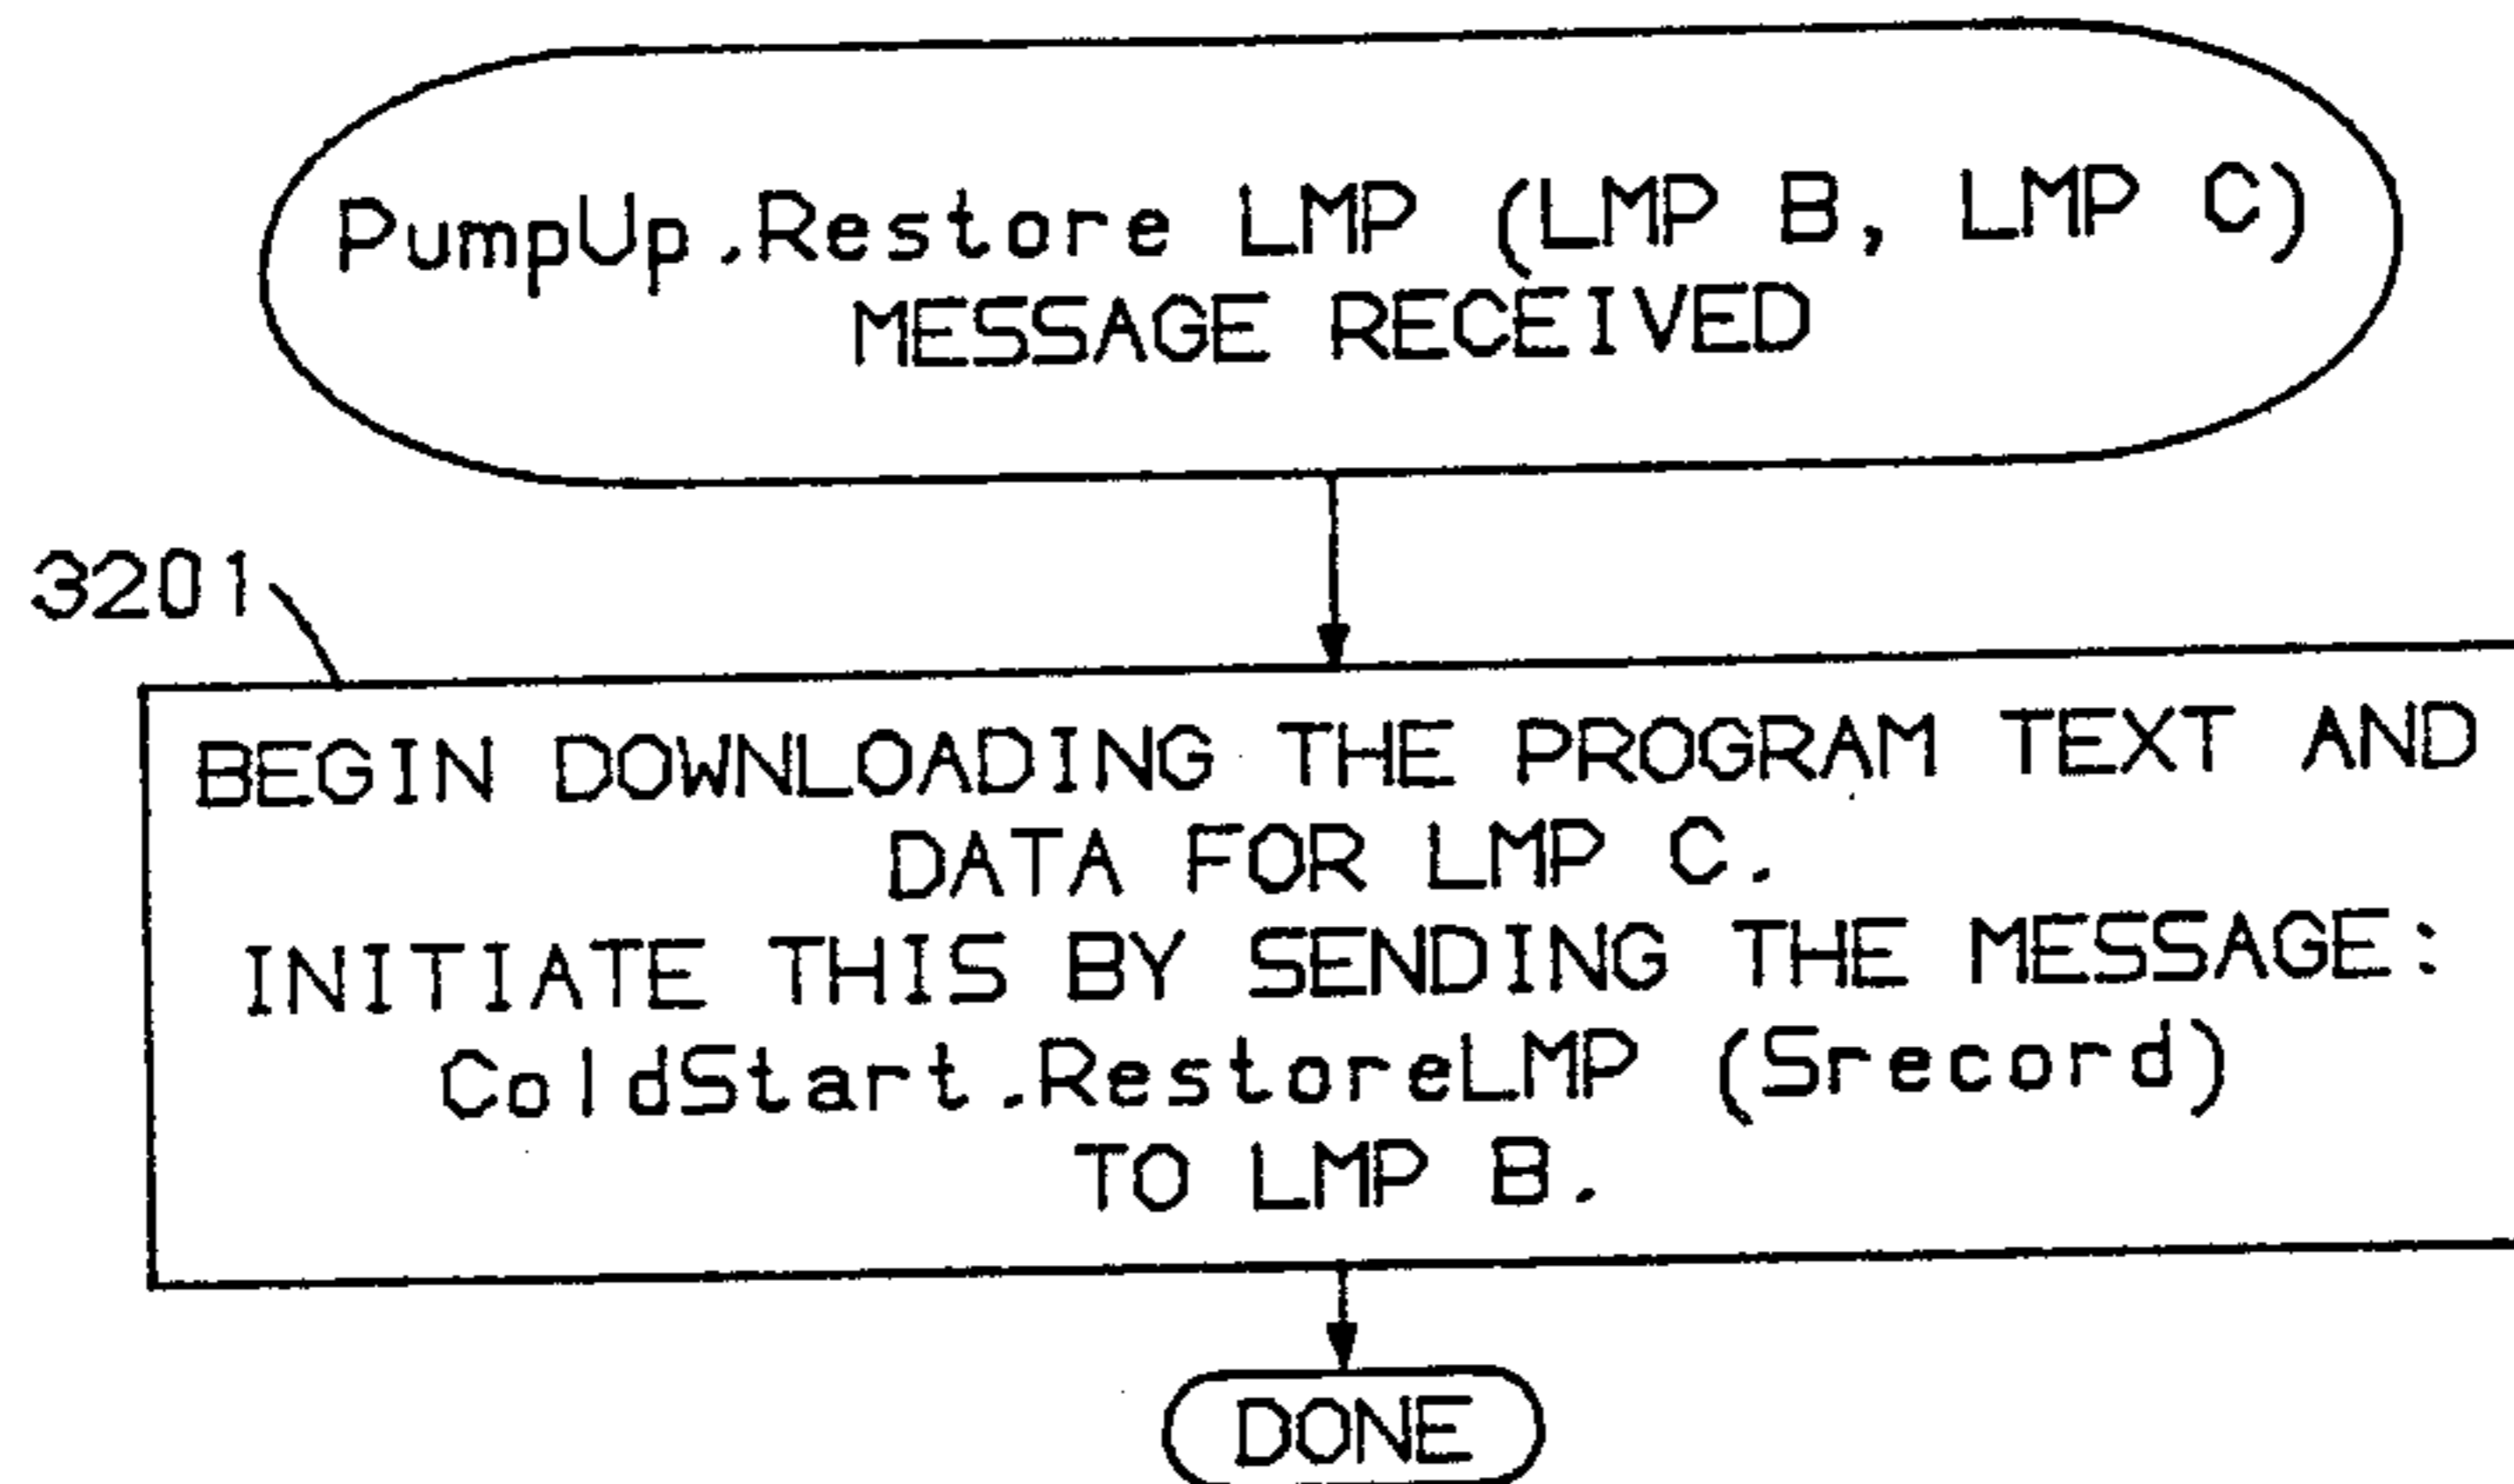 PumpUp.Restore LMP (LMP B, LMP C)
MESSAGE RECEIVED
3201
BEGIN DOWNLOADING THE PROGRAM TEXT AND
DATA FOR LMP C.
INITIATE THIS BY SENDING THE MESSAGE:
ColdStart.RestoreLMP (Srecord)
TO LMP B.
DONE